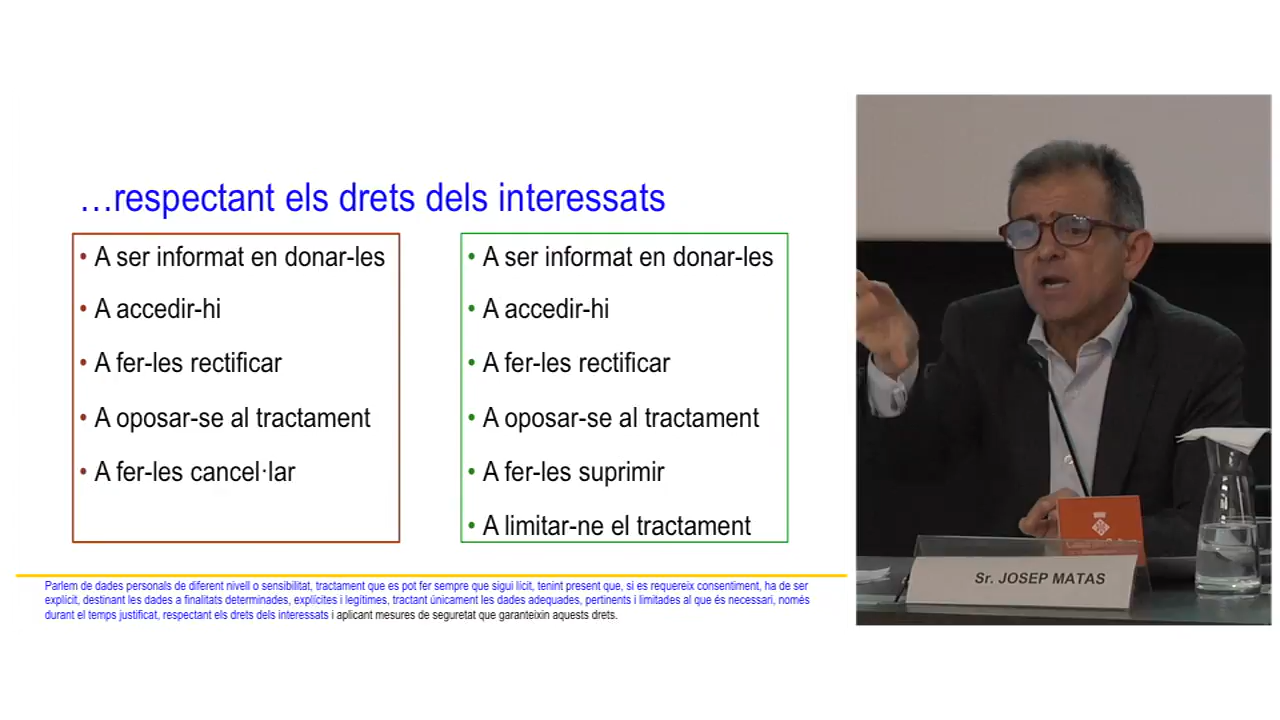 …respectant els drets dels interessats
• A ser informat en donar-les
• A accedir-hi
• A fer-les rectificar
• A oposar-se al tractament
• A fer-les cancel·lar
• A ser informat en donar-les
• A accedir-hi
• A fer-les rectificar
• A oposar-se al tractament
• A fer-les suprimir
• A limitar-ne el tractament
Parlem de dades personals de diferent nivell o sensibilitat, tractament que es pot fer sempre que sigui lícit, tenint present que, si es requereix consentiment, ha de ser
explícit, destinant les dades a finalitats determinades, explícites i legítimes, tractant únicament les dades adequades, pertinents i limitades al que és necessari, només
durant el temps justificat, respectant els drets dels interessats i aplicant mesures de seguretat que garanteixin aquests drets.
Sr. JOSEP MATAS